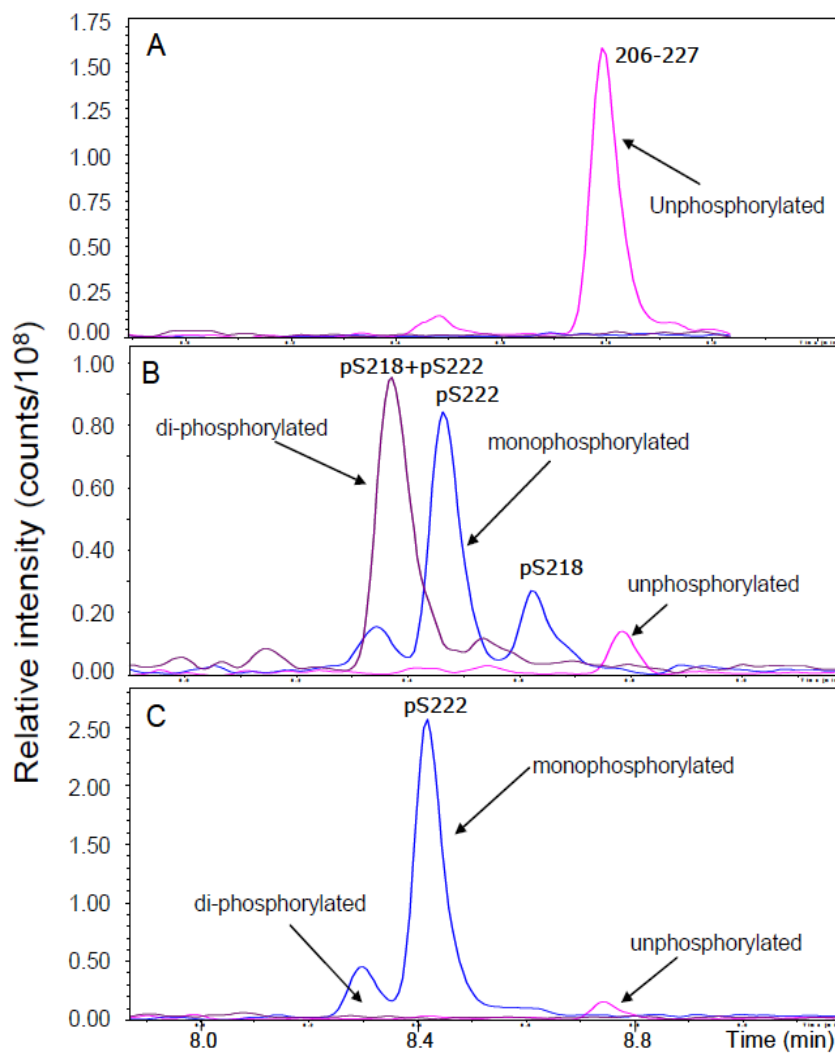 Relative intensity (counts/10⁸)
A
1.75
1.50
1.25
1.00
0.75
0.50
0.25
0.00
206-227
Unphosphorylated
B
1.00
0.80
0.60
0.40
0.20
0.00
pS218+pS222
pS222
di-phosphorylated
monophosphorylated
pS218
unphosphorylated
C
2.50
2.00
1.50
1.00
0.50
0.00
pS222
monophosphorylated
di-phosphorylated
unphosphorylated
8.0 8.4 8.8 Time (min)